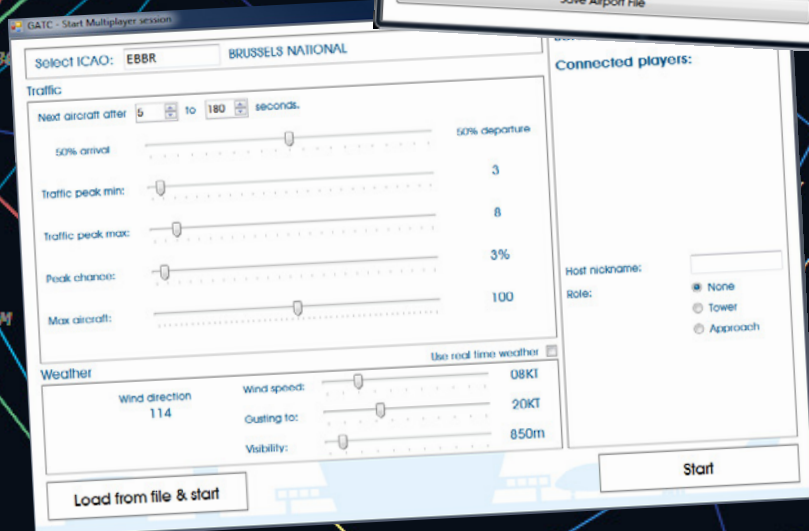 Save Airport File
GATC - Start Multiplayer session
Select ICAO: EBBR BRUSSELS NATIONAL
Traffic
Next aircraft after 5 to 180 seconds.
50% arrival 50% departure
Traffic peak min: 3
Traffic peak max: 8
Peak chance: 3%
Max aircraft: 100
Connected players:
Host nickname:
Role: None
Tower
Approach
Weather
Use real time weather
Wind direction
114
Wind speed: 08KT
Gusting to: 20KT
Visibility: 850m
Load from file & start
Start